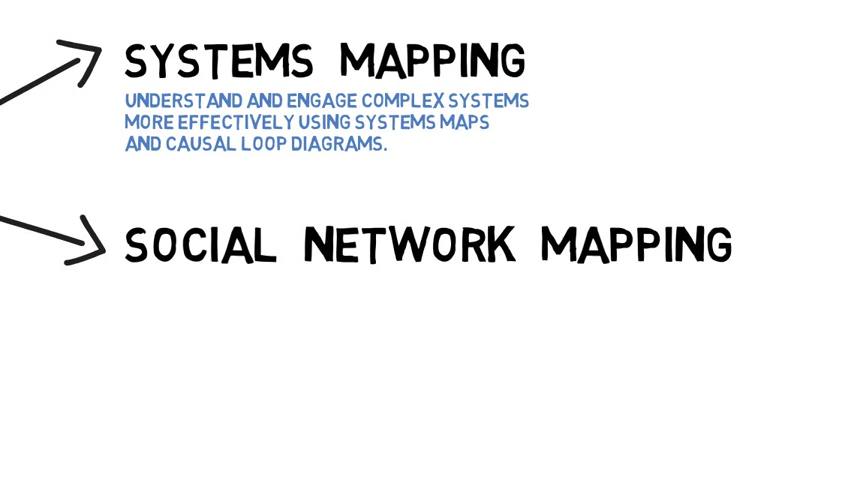 SYSTEMS MAPPING
UNDERSTAND AND ENGAGE COMPLEX SYSTEMS
MORE EFFECTIVELY USING SYSTEMS MAPS
AND CAUSAL LOOP DIAGRAMS.
SOCIAL NETWORK MAPPING